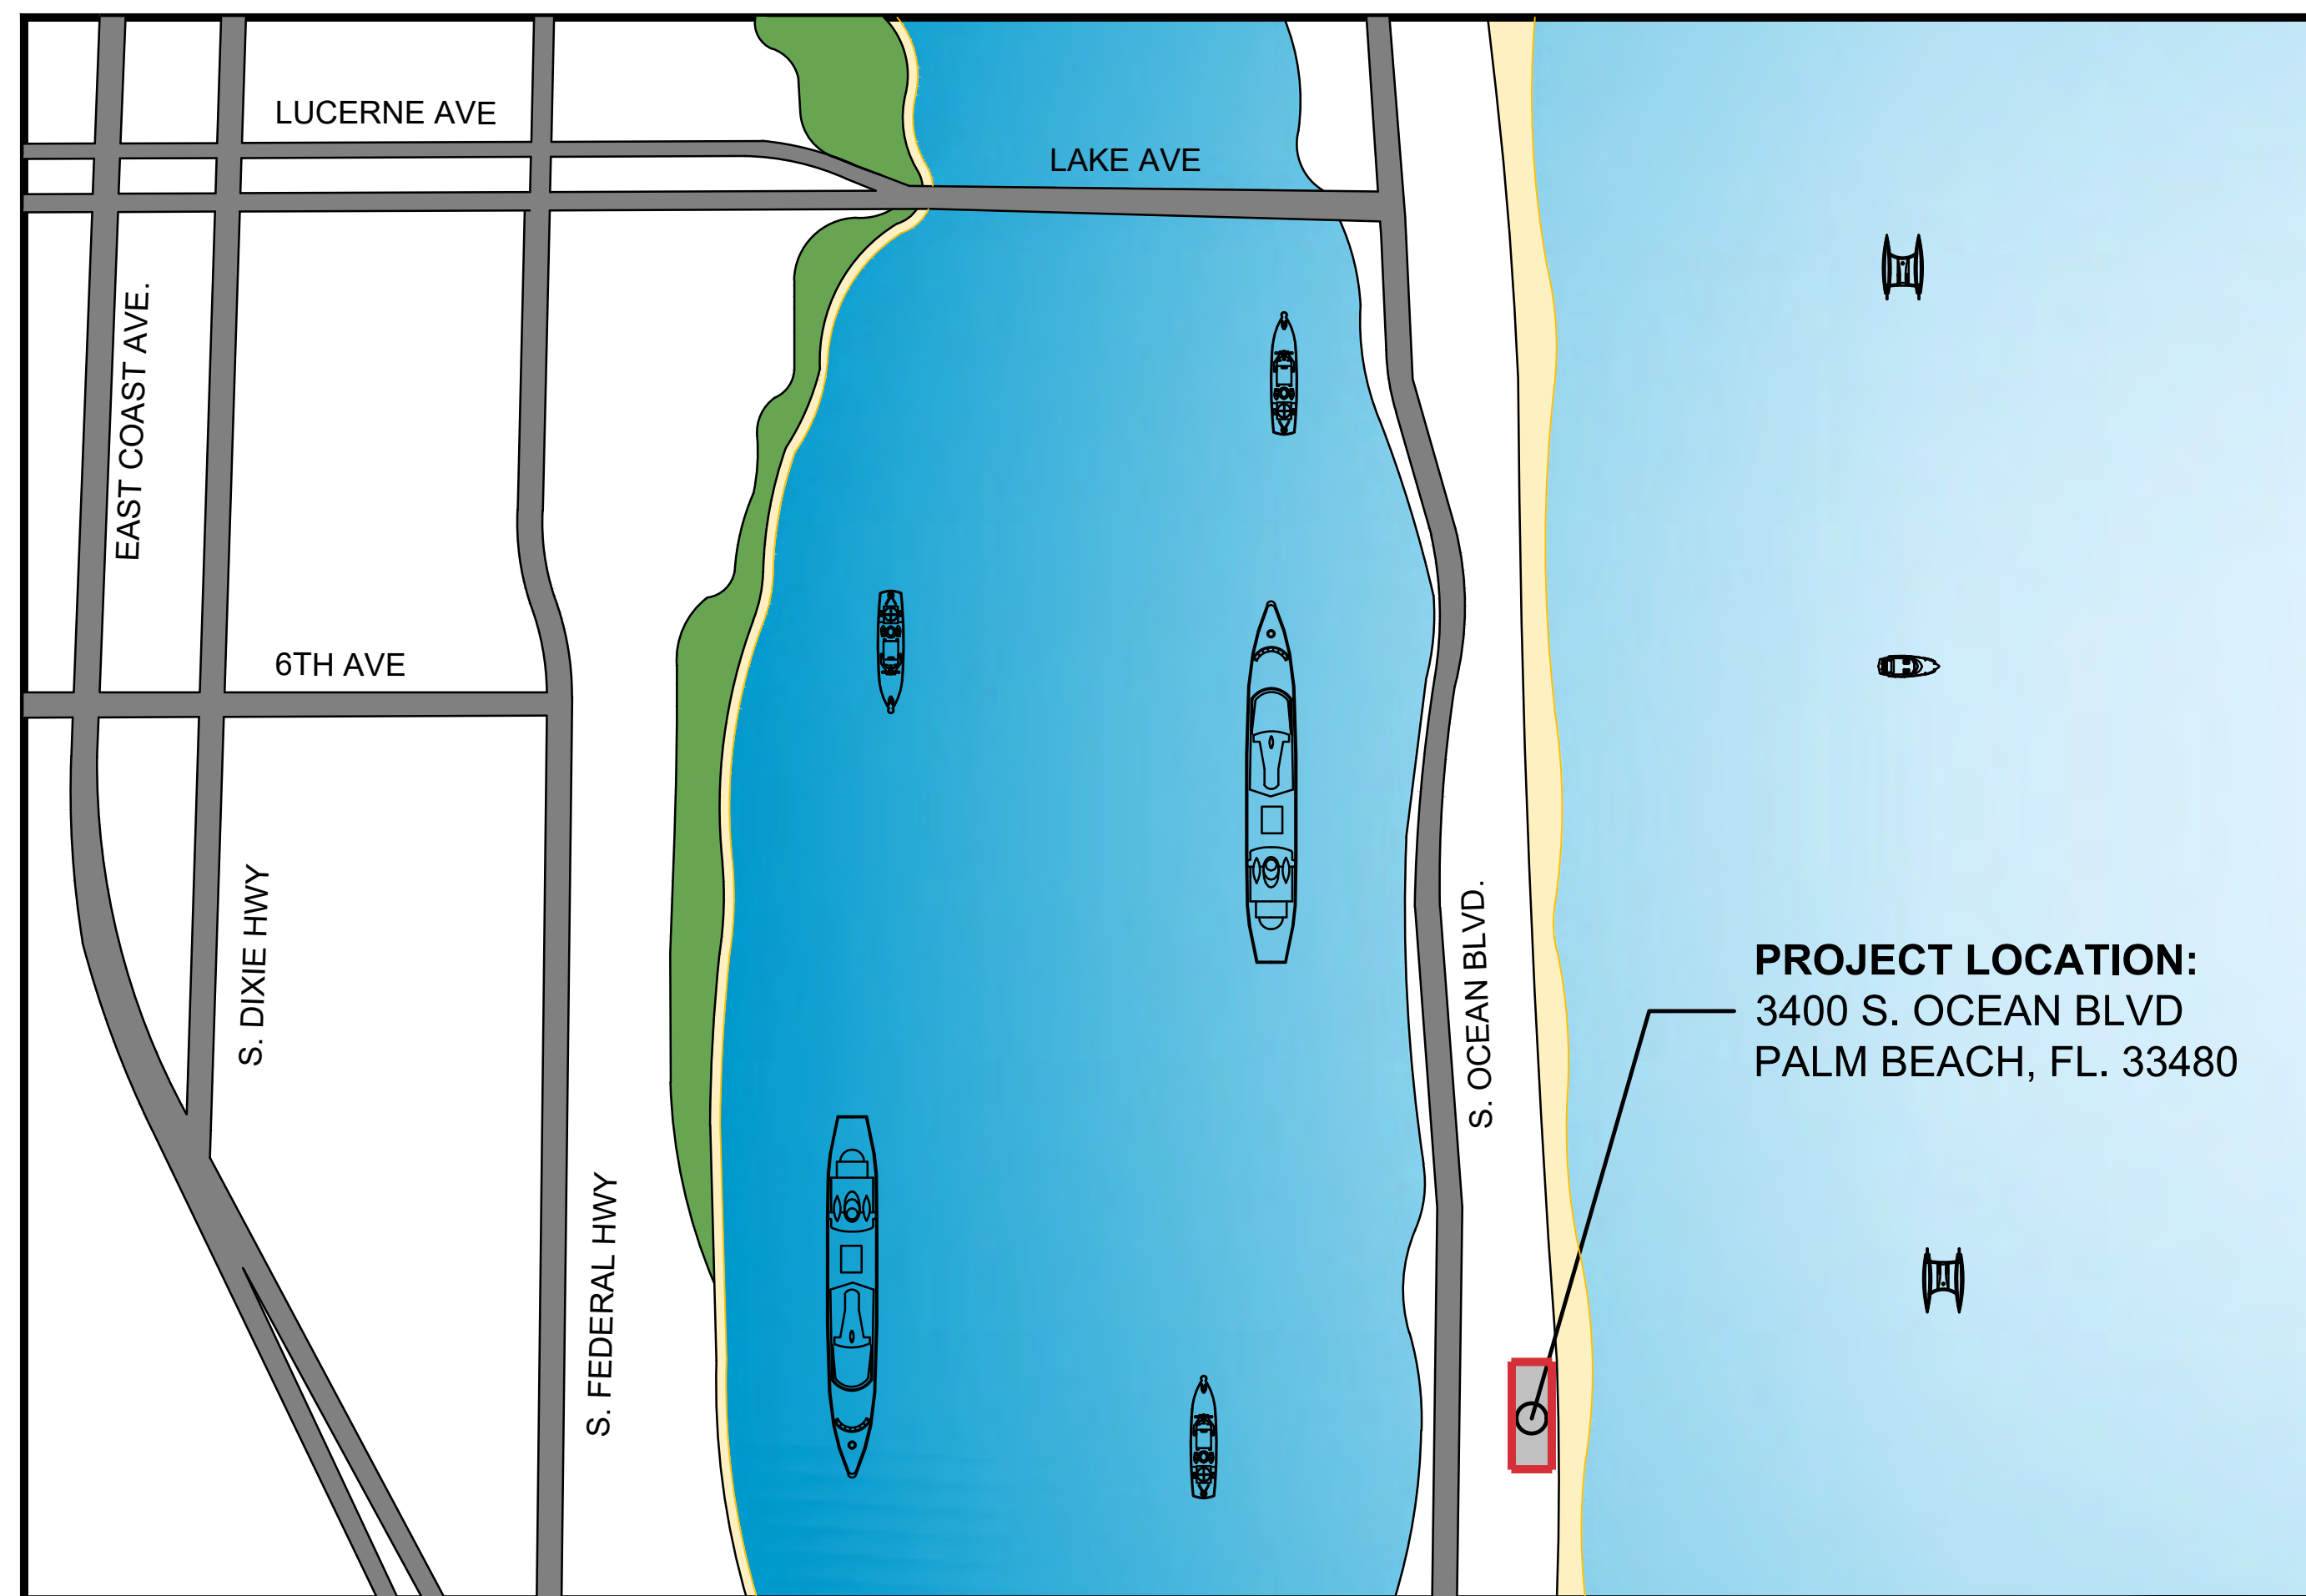 LUCERNE AVE
LAKE AVE
EAST COAST AVE.
6TH AVE
S. DIXIE HWY
S. OCEAN BLVD.
PROJECT LOCATION:
3400 S. OCEAN BLVD
PALM BEACH, FL. 33480
S. FEDERAL HWY